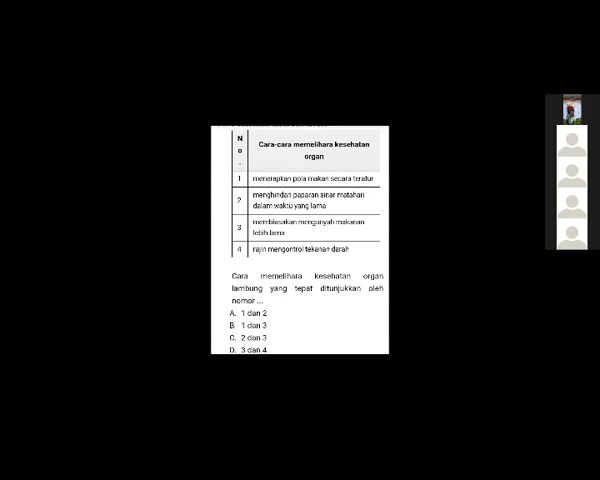 No.
Cara-cara memelihara kesehatan
organ
1 menerapkan pola makan secara teratur
2 menghindari paparan sinar matahari
dalam waktu yang lama
3 membiasakan mengunyah makanan
lebih lama
4 rajin mengontrol tekanan darah
Cara memelihara kesehatan organ
lambung yang tepat ditunjukkan oleh
nomor ...
A. 1 dan 2
B. 1 dan 3
C. 2 dan 3
D. 3 dan 4